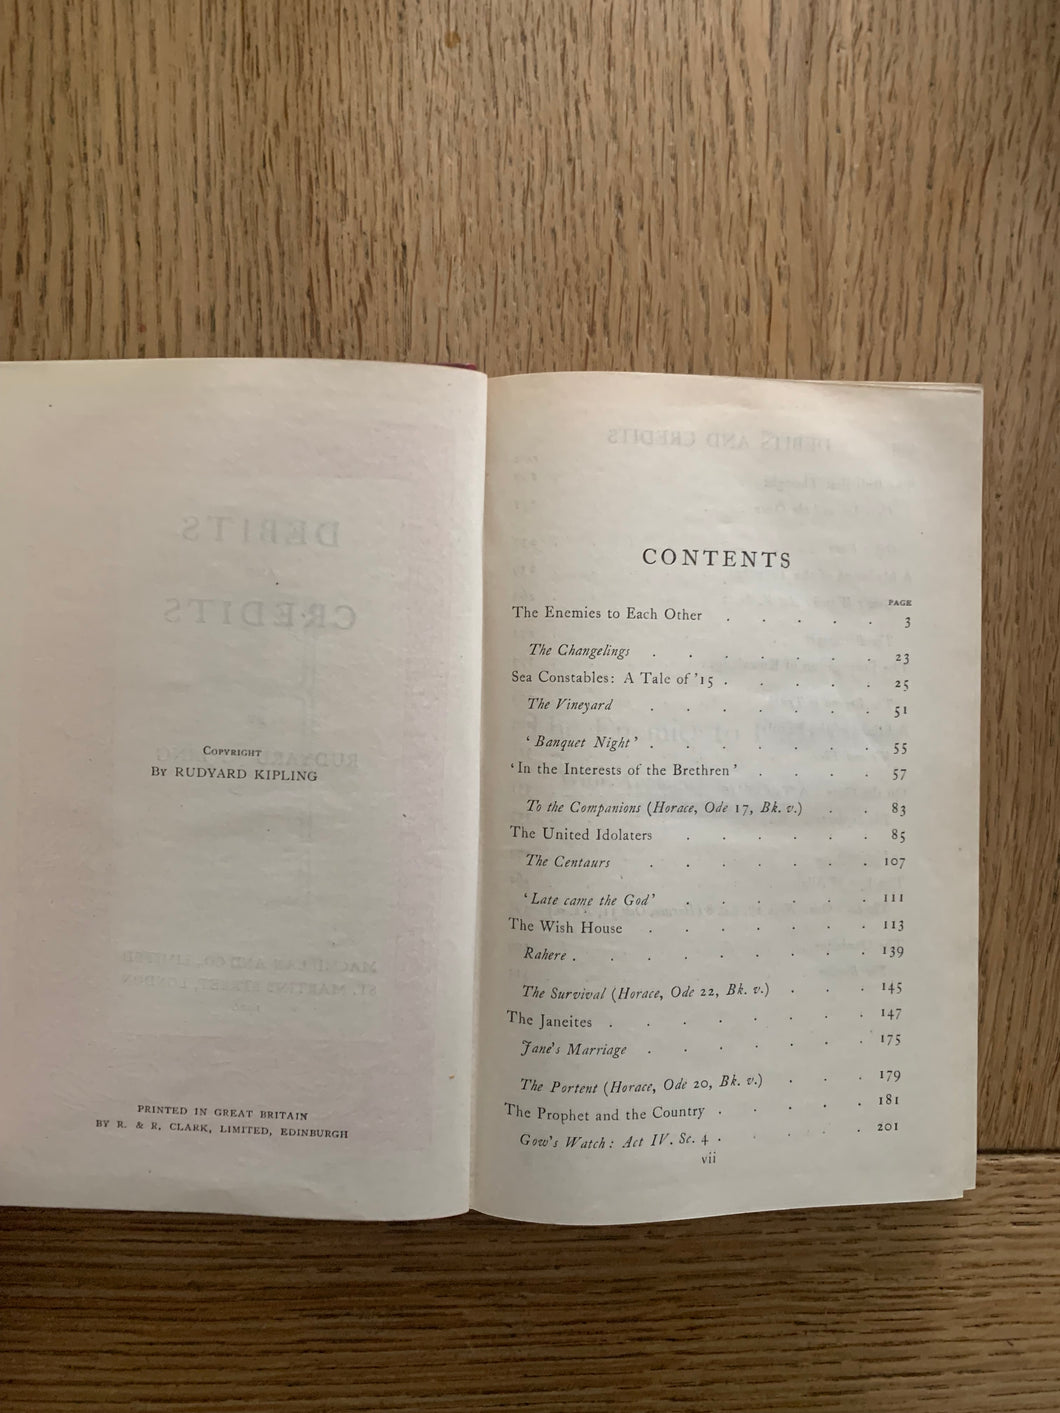 COPYRIGHT
BY RUDYARD KIPLING
PRINTED IN GREAT BRITAIN
BY R. & R. CLARK, LIMITED, EDINBURGH
CONTENTS
PAGE
The Enemies to Each Other . . . . . 3
The Changelings . . . . . . . 23
Sea Constables: A Tale of '15 . . . . . 25
The Vineyard . . . . . . . 51
'Banquet Night' . . . . . . . 55
'In the Interests of the Brethren' . . . . 57
To the Companions (Horace, Ode 17, Bk. v.) . . 83
The United Idolaters . . . . . . 85
The Centaurs . . . . . . . 107
'Late came the God' . . . . . . 111
The Wish House . . . . . . . 113
Rahere . . . . . . . . . 139
The Survival (Horace, Ode 22, Bk. v.) . . . 145
The Janeites . . . . . . . . 147
Jane's Marriage . . . . . . . 175
The Portent (Horace, Ode 20, Bk. v.) . . . 179
The Prophet and the Country . . . . . 181
Gow's Watch: Act IV. Sc. 4 . . . . . 201
vii